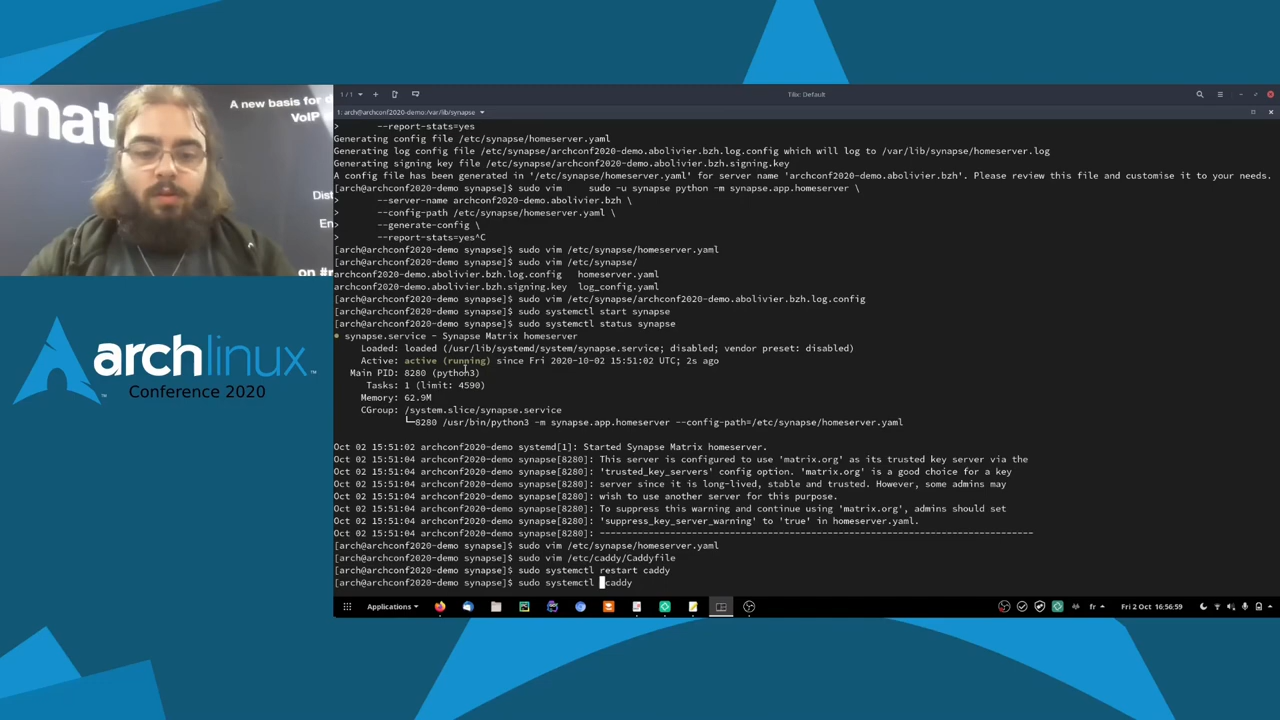 mat
A new basis for d
VoIP
Dist
En
on #
archlinux
Conference 2020
1 / 1
Tilix: Default
1: arch@archconf2020-demo:/var/lib/synapse
>      --report-stats=yes
Generating config file /etc/synapse/homeserver.yaml
Generating log config file /etc/synapse/archconf2020-demo.abolivier.bzh.log.config which will log to /var/lib/synapse/homeserver.log
Generating signing key file /etc/synapse/archconf2020-demo.abolivier.bzh.signing.key
A config file has been generated in '/etc/synapse/homeserver.yaml' for server name 'archconf2020-demo.abolivier.bzh'. Please review this file and customise it to your needs.
[arch@archconf2020-demo synapse]$ sudo vim     sudo -u synapse python -m synapse.app.homeserver \
>      --server-name archconf2020-demo.abolivier.bzh \
>      --config-path /etc/synapse/homeserver.yaml \
>      --generate-config \
>      --report-stats=yes^C
[arch@archconf2020-demo synapse]$ sudo vim /etc/synapse/homeserver.yaml
[arch@archconf2020-demo synapse]$ sudo vim /etc/synapse/
archconf2020-demo.abolivier.bzh.log.config   homeserver.yaml
archconf2020-demo.abolivier.bzh.signing.key  log_config.yaml
[arch@archconf2020-demo synapse]$ sudo vim /etc/synapse/archconf2020-demo.abolivier.bzh.log.config
[arch@archconf2020-demo synapse]$ sudo systemctl start synapse
[arch@archconf2020-demo synapse]$ sudo systemctl status synapse
● synapse.service - Synapse Matrix homeserver
Loaded: loaded (/usr/lib/systemd/system/synapse.service; disabled; vendor preset: disabled)
Active: active (running) since Fri 2020-10-02 15:51:02 UTC; 2s ago
Main PID: 8280 (python3)
Tasks: 1 (limit: 4590)
Memory: 62.9M
CGroup: /system.slice/synapse.service
└─8280 /usr/bin/python3 -m synapse.app.homeserver --config-path=/etc/synapse/homeserver.yaml
Oct 02 15:51:02 archconf2020-demo systemd[1]: Started Synapse Matrix homeserver.
Oct 02 15:51:04 archconf2020-demo synapse[8280]: This server is configured to use 'matrix.org' as its trusted key server via the
Oct 02 15:51:04 archconf2020-demo synapse[8280]: 'trusted_key_servers' config option. 'matrix.org' is a good choice for a key
Oct 02 15:51:04 archconf2020-demo synapse[8280]: server since it is long-lived, stable and trusted. However, some admins may
Oct 02 15:51:04 archconf2020-demo synapse[8280]: wish to use another server for this purpose.
Oct 02 15:51:04 archconf2020-demo synapse[8280]: To suppress this warning and continue using 'matrix.org', admins should set
Oct 02 15:51:04 archconf2020-demo synapse[8280]: 'suppress_key_server_warning' to 'true' in homeserver.yaml.
Oct 02 15:51:04 archconf2020-demo synapse[8280]: --------------------------------------------------------------------------------
[arch@archconf2020-demo synapse]$ sudo vim /etc/synapse/homeserver.yaml
[arch@archconf2020-demo synapse]$ sudo vim /etc/caddy/Caddyfile
[arch@archconf2020-demo synapse]$ sudo systemctl restart caddy
[arch@archconf2020-demo synapse]$ sudo systemctl caddy
Applications
fr
Fri 2 Oct 16:56:59